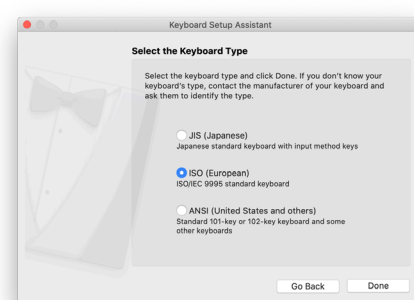 Keyboard Setup Assistant
Select the Keyboard Type
Select the keyboard type and click Done. If you don't know your
keyboard's type, contact the manufacturer of your keyboard and
ask them to identify the type.
JIS (Japanese)
Japanese standard keyboard with input method keys
ISO (European)
ISO/IEC 9995 standard keyboard
ANSI (United States and others)
Standard 101-key or 102-key keyboard and some
other keyboards
Go Back
Done